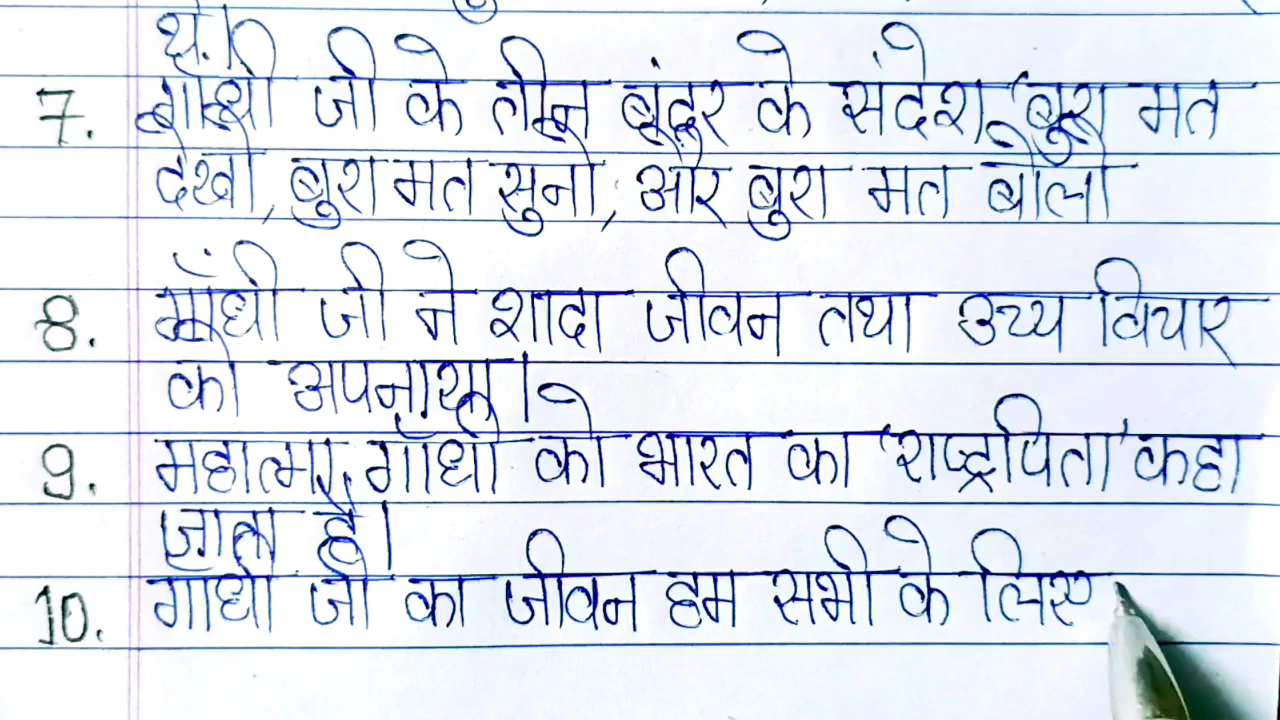 थे।
7. गाँधी जी के तीन बंदर के संदेश 'बुरा मत
देखो, बुरा मत सुनो, और बुरा मत बोलो
8. गाँधी जी ने शादा जीवन तथा उच्य विचार
को अपनाया।
9. महात्मा गाँधी को भारत का 'राष्ट्रपिता' कहा
जाता है।
10. गाँधी जी का जीवन हम सभी के लिए